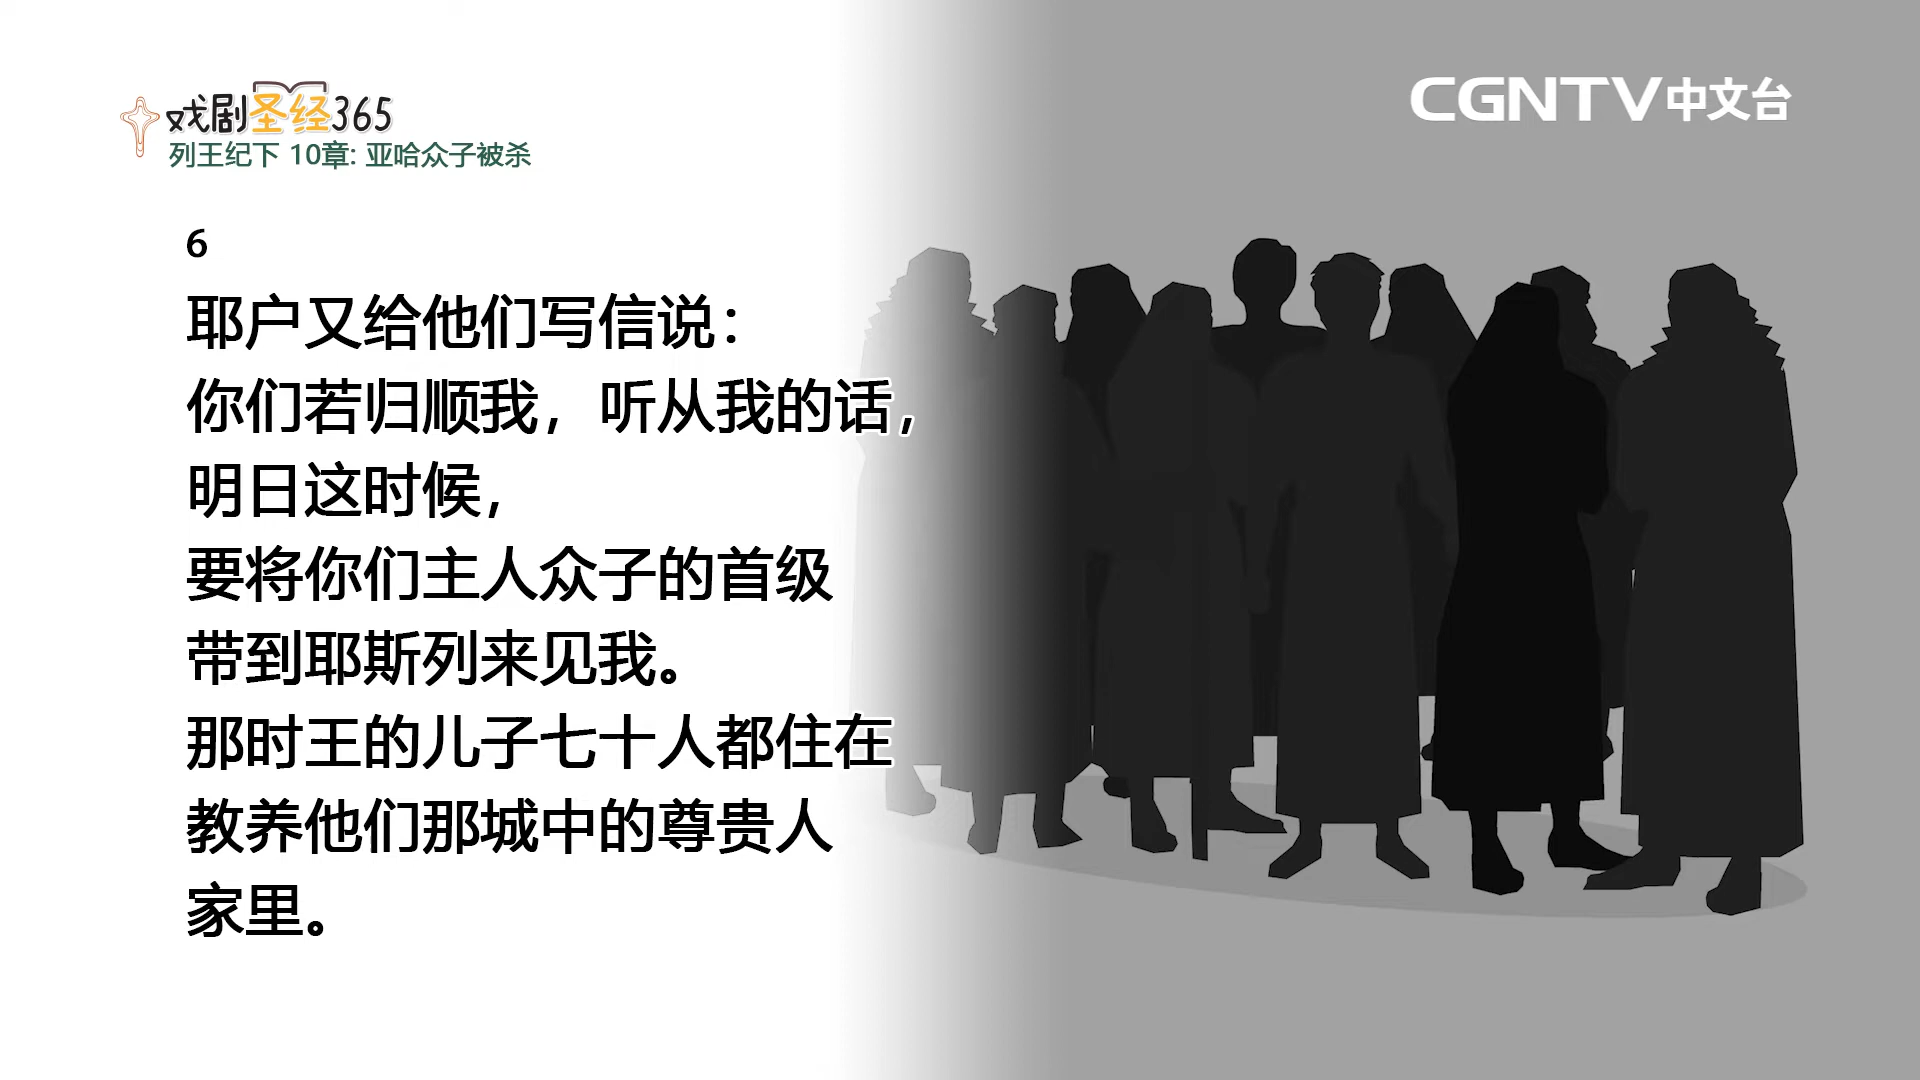 戏剧圣经365
CGNTV中文台
列王纪下 10章: 亚哈众子被杀
6
耶户又给他们写信说：
你们若归顺我，听从我的话，
明日这时候，
要将你们主人众子的首级
带到耶斯列来见我。
那时王的儿子七十人都住在
教养他们那城中的尊贵人
家里。